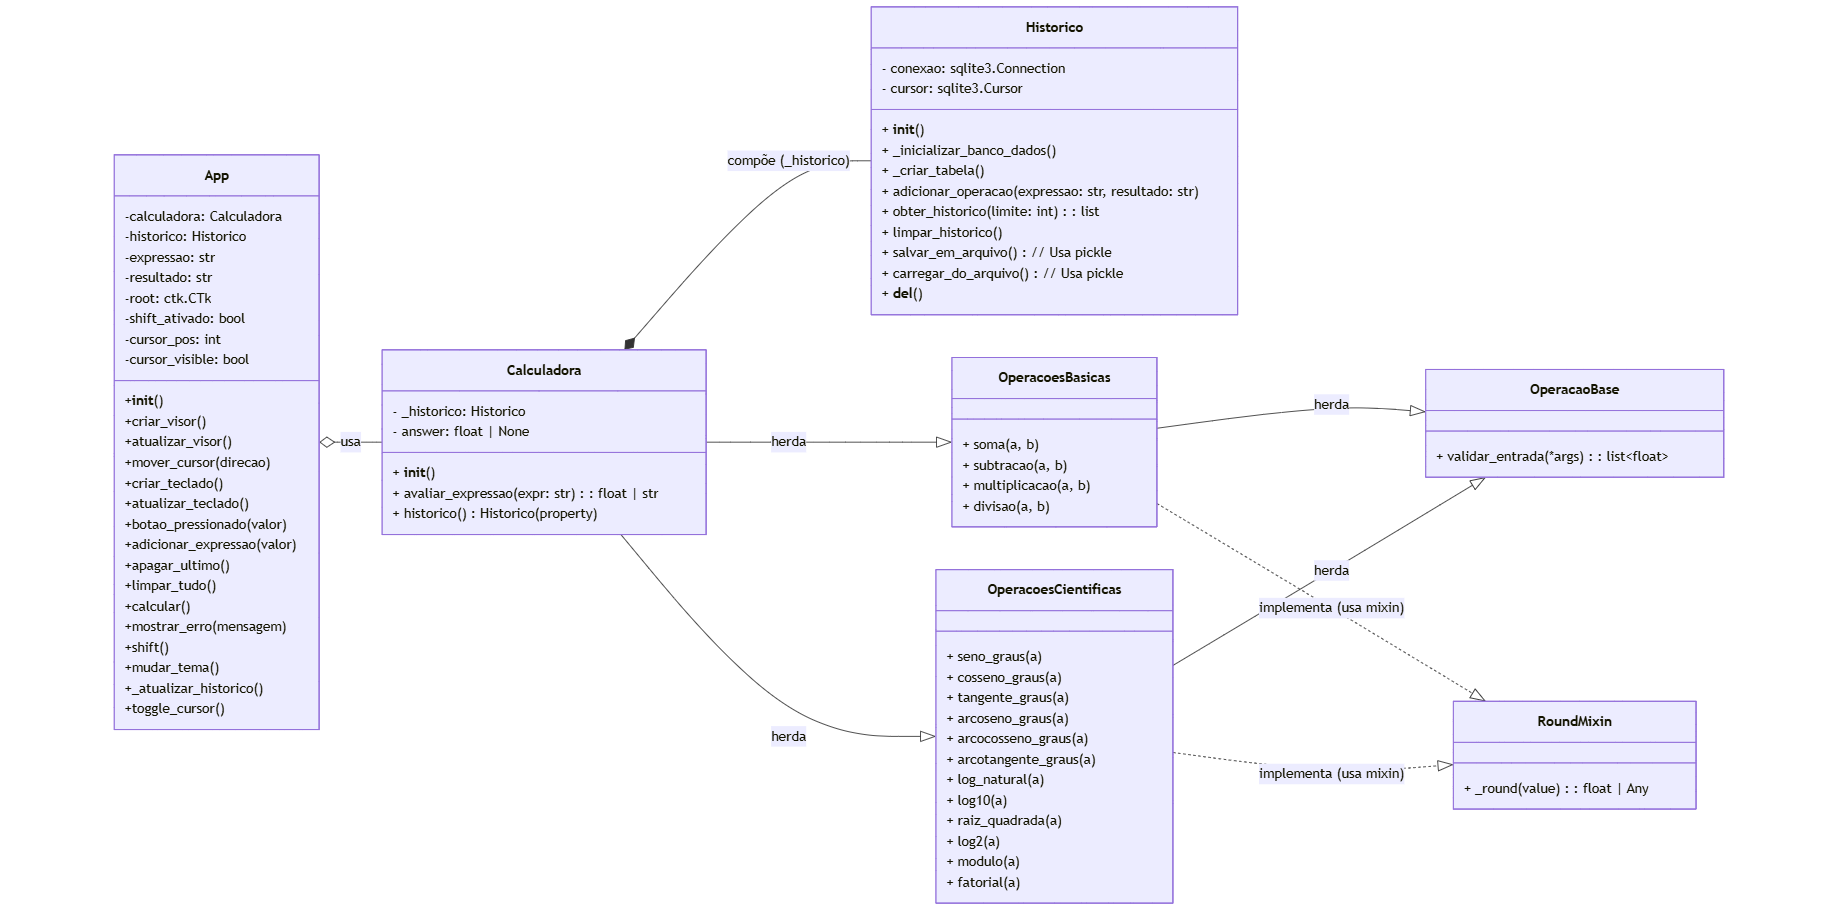 Historico
- conexao: sqlite3.Connection
- cursor: sqlite3.Cursor
+ init()
+ _inicializar_banco_dados()
+ _criar_tabela()
+ adicionar_operacao(expressao: str, resultado: str)
+ obter_historico(limite: int) : : list
+ limpar_historico()
+ salvar_em_arquivo() : // Usa pickle
+ carregar_do_arquivo() : // Usa pickle
+ del()
compõe (_historico)
App
-calculadora: Calculadora
-historico: Historico
-expressao: str
-resultado: str
-root: ctk.CTk
-shift_ativado: bool
-cursor_pos: int
-cursor_visible: bool
+init()
+criar_visor()
+atualizar_visor()
+mover_cursor(direcao)
+criar_teclado()
+atualizar_teclado()
+botao_pressionado(valor)
+adicionar_expressao(valor)
+apagar_ultimo()
+limpar_tudo()
+calcular()
+mostrar_erro(mensagem)
+shift()
+mudar_tema()
+_atualizar_historico()
+toggle_cursor()
usa
Calculadora
- _historico: Historico
- answer: float | None
+ init()
+ avaliar_expressao(expr: str) : : float | str
+ historico() : Historico(property)
herda
herda
OperacoesBasicas
+ soma(a, b)
+ subtracao(a, b)
+ multiplicacao(a, b)
+ divisao(a, b)
herda
OperacaoBase
+ validar_entrada(*args) : : list<float>
herda
implementa (usa mixin)
OperacoesCientificas
+ seno_graus(a)
+ cosseno_graus(a)
+ tangente_graus(a)
+ arcoseno_graus(a)
+ arcocosseno_graus(a)
+ arcotangente_graus(a)
+ log_natural(a)
+ log10(a)
+ raiz_quadrada(a)
+ log2(a)
+ modulo(a)
+ fatorial(a)
implementa (usa mixin)
RoundMixin
+ _round(value) : : float | Any